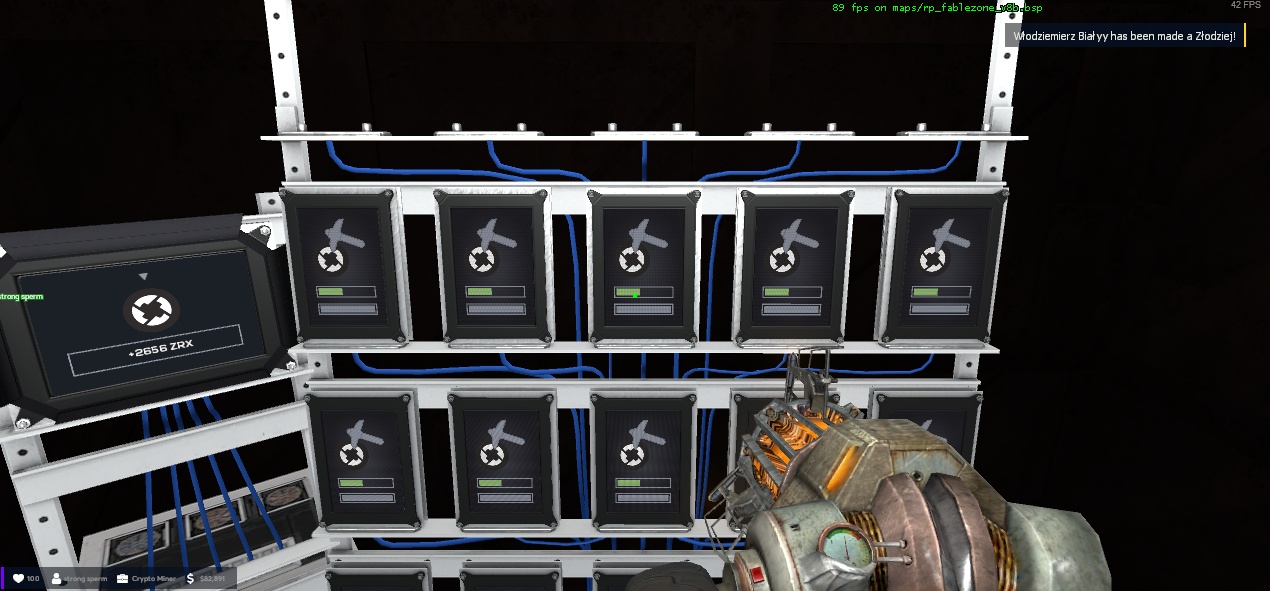 89 fps on maps/rp_fablezone_v8b.bsp
42 FPS
Włodziemierz Białyy has been made a Złodziej!
strong sperm
+2656 ZRX
100 strong sperm Crypto Miner $82,891